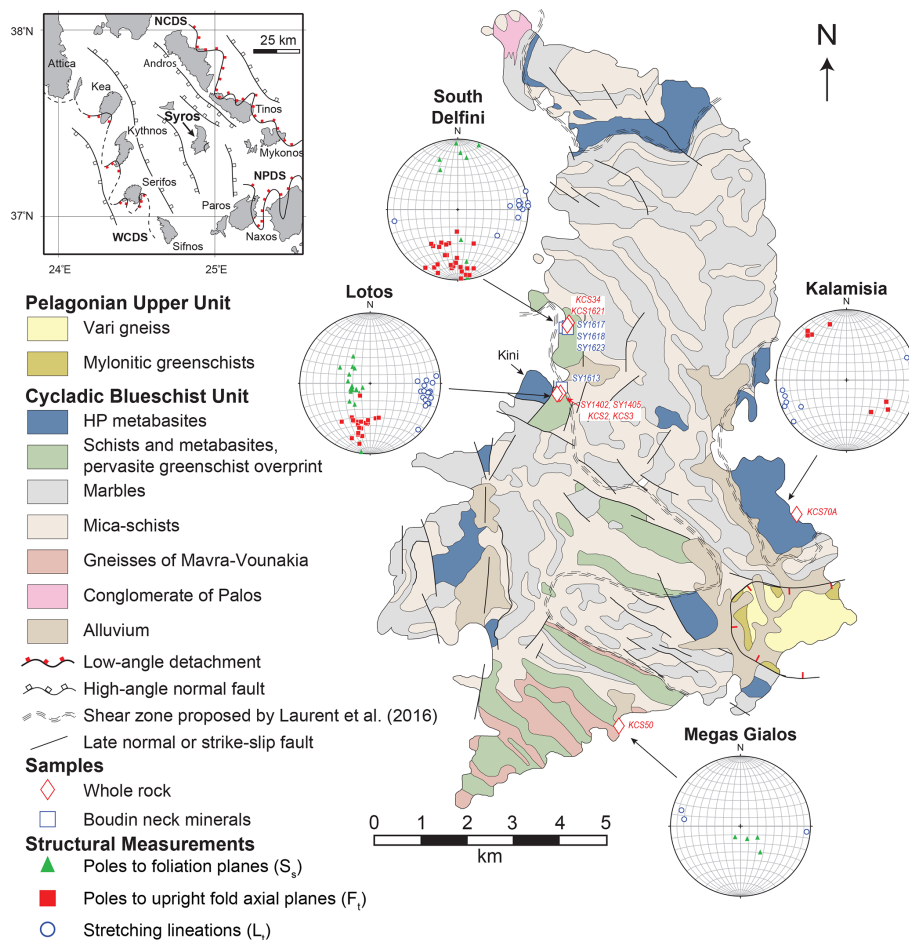 38°N
37°N
24°E
25°E
NCDS
25 km
Attica
Andros
Kea
Tinos
Syros
Kythnos
Mykonos
NPDS
Serifos
Paros
WCDS
Sifnos
Naxos
N
South
Delfini
N
Lotos
N
Kalamisia
N
Megas Gialos
N
Kini
KCS34
KCS1621
SY1617
SY1618
SY1623
SY1613
SY1402, SY1405
KCS2, KCS3
KCS70A
KCS50
Pelagonian Upper Unit
Vari gneiss
Mylonitic greenschists
Cycladic Blueschist Unit
HP metabasites
Schists and metabasites,
pervasite greenschist overprint
Marbles
Mica-schists
Gneisses of Mavra-Vounakia
Conglomerate of Palos
Alluvium
Low-angle detachment
High-angle normal fault
Shear zone proposed by Laurent et al. (2016)
Late normal or strike-slip fault
Samples
Whole rock
Boudin neck minerals
Structural Measurements
Poles to foliation planes (Ss)
Poles to upright fold axial planes (Ft)
Stretching lineations (Lt)
0 1 2 3 4 5
km